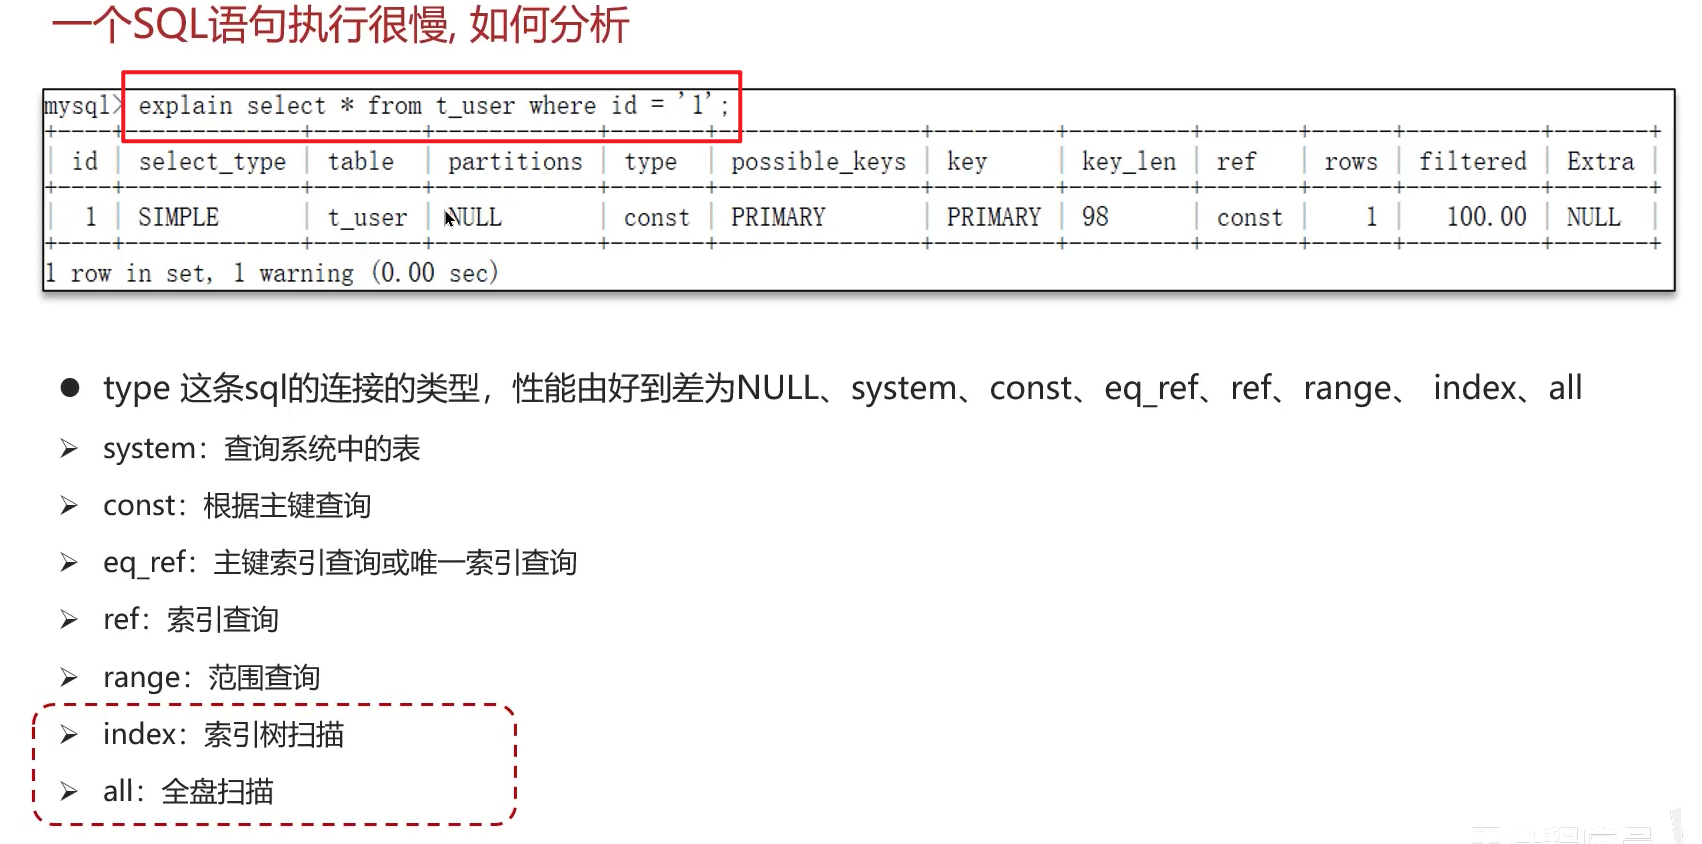 一个SQL语句执行很慢, 如何分析
mysql> explain select * from t_user where id = '1';
+----+-------------+--------+------------+-------+---------------+---------+---------+-------+------+----------+-------+
| id | select_type | table | partitions | type | possible_keys | key | key_len | ref | rows | filtered | Extra |
+----+-------------+--------+------------+-------+---------------+---------+---------+-------+------+----------+-------+
| 1 | SIMPLE | t_user | NULL | const | PRIMARY | PRIMARY | 98 | const | 1 | 100.00 | NULL |
+----+-------------+--------+------------+-------+---------------+---------+---------+-------+------+----------+-------+
1 row in set, 1 warning (0.00 sec)
● type 这条sql的连接的类型，性能由好到差为NULL、system、const、eq_ref、ref、range、 index、all
➢ system：查询系统中的表
➢ const：根据主键查询
➢ eq_ref：主键索引查询或唯一索引查询
➢ ref：索引查询
➢ range：范围查询
➢ index：索引树扫描
➢ all：全盘扫描